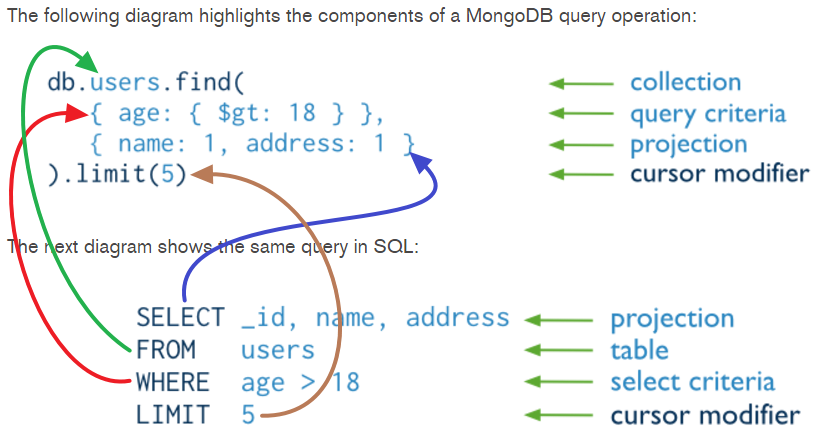 The following diagram highlights the components of a MongoDB query operation:
db.users.find( collection
{ age: { $gt: 18 } }, query criteria
{ name: 1, address: 1 } projection
).limit(5) cursor modifier
The next diagram shows the same query in SQL:
SELECT _id, name, address projection
FROM users table
WHERE age > 18 select criteria
LIMIT 5 cursor modifier